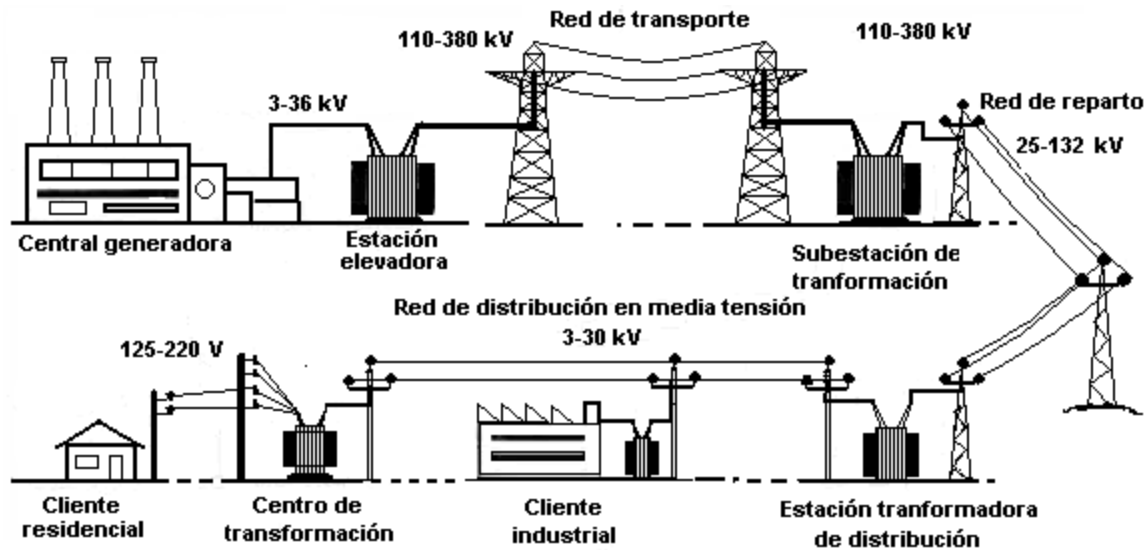 Red de transporte
110-380 kV
110-380 kV
3-36 kV
Red de reparto
25-132 kV
Central generadora
Estación
elevadora
Subestación de
tranformación
Red de distribución en media tensión
3-30 kV
125-220 V
Cliente
residencial
Centro de
transformación
Cliente
industrial
Estación tranformadora
de distribución